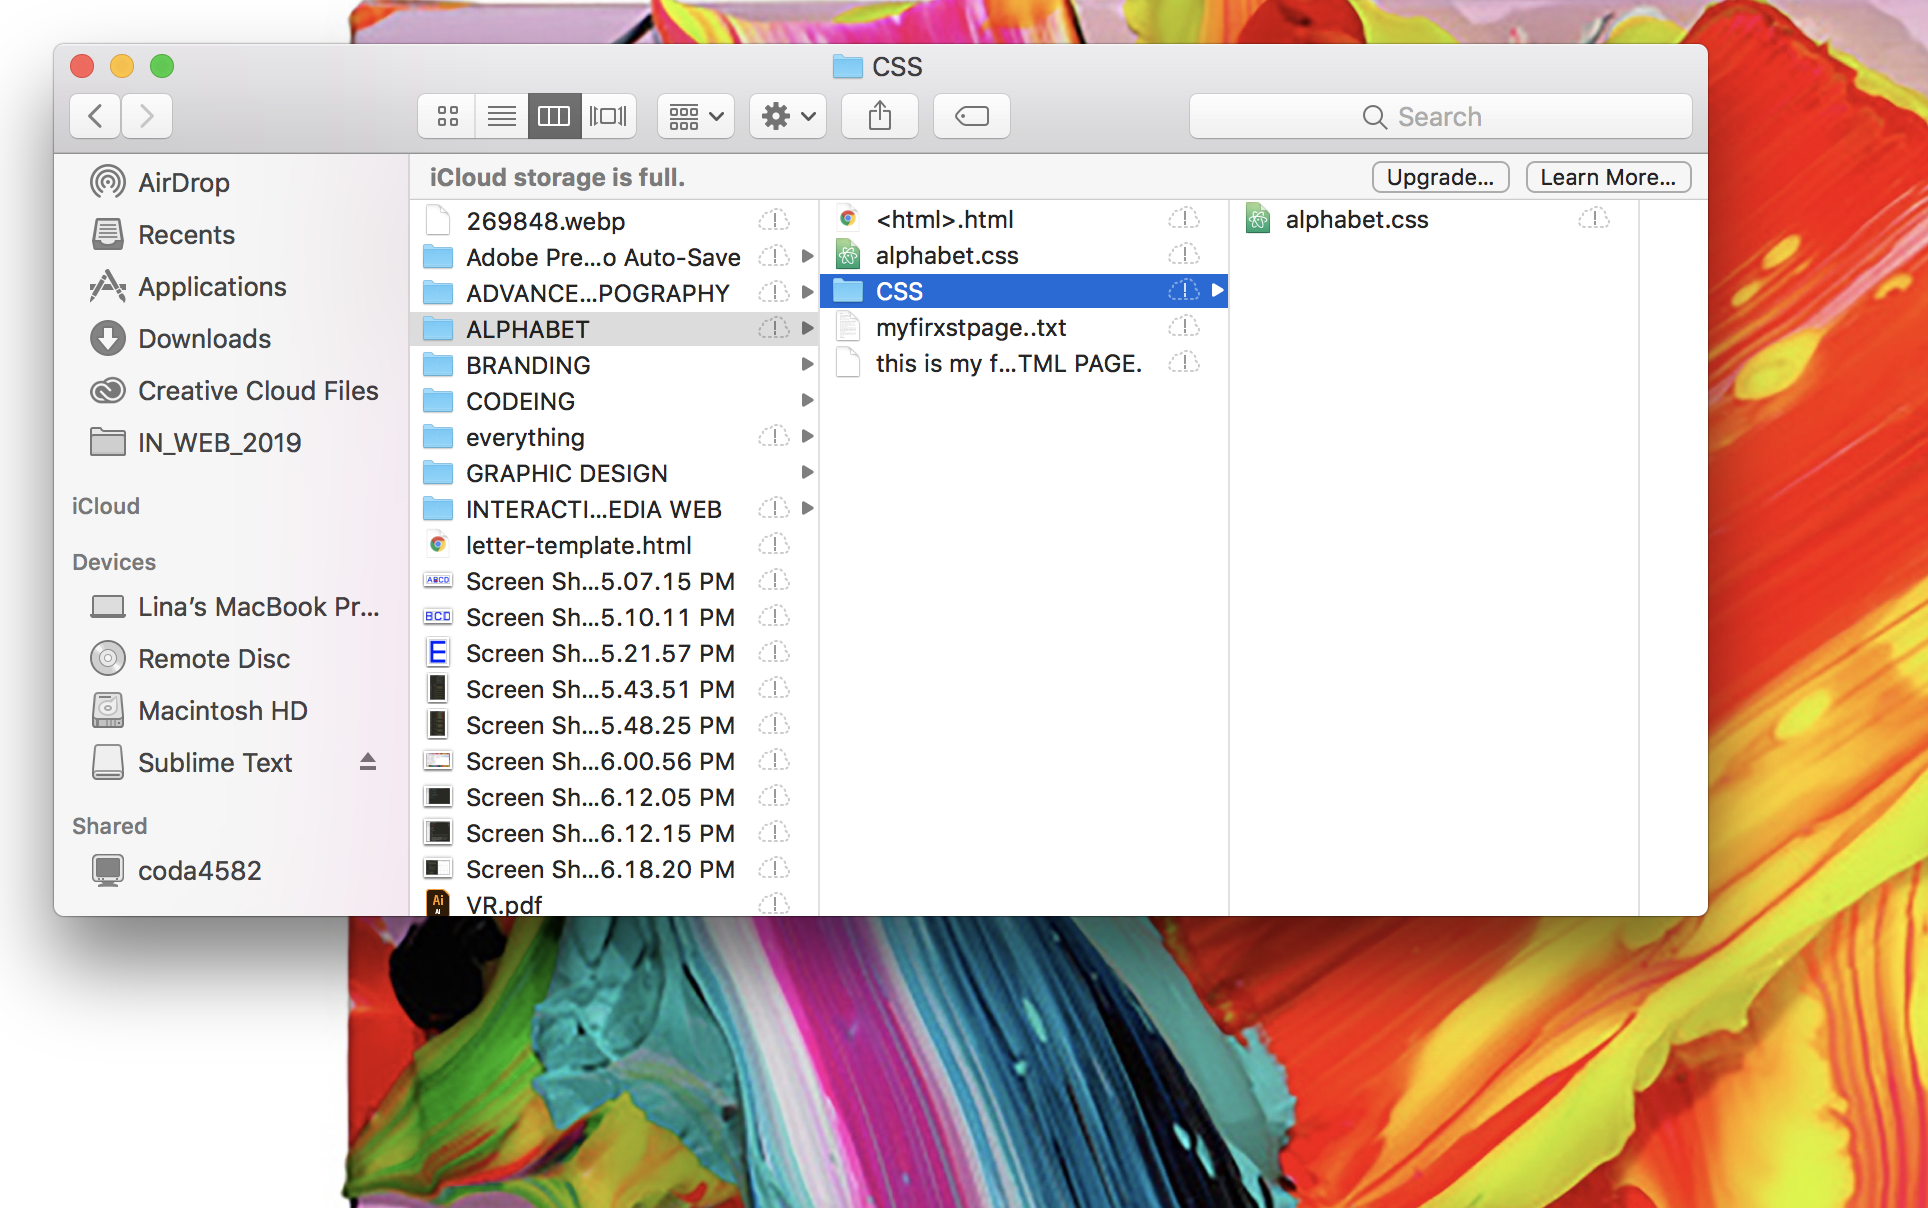 CSS
Search
AirDrop
Recents
Applications
Downloads
Creative Cloud Files
IN_WEB_2019
iCloud
Devices
Lina's MacBook Pr...
Remote Disc
Macintosh HD
Sublime Text
Shared
coda4582
iCloud storage is full.
Upgrade...
Learn More...
269848.webp
Adobe Pre...o Auto-Save
ADVANCE...POGRAPHY
ALPHABET
BRANDING
CODEING
everything
GRAPHIC DESIGN
INTERACTI...EDIA WEB
letter-template.html
ABCD Screen Sh...5.07.15 PM
BCD Screen Sh...5.10.11 PM
E Screen Sh...5.21.57 PM
Screen Sh...5.43.51 PM
Screen Sh...5.48.25 PM
Screen Sh...6.00.56 PM
Screen Sh...6.12.05 PM
Screen Sh...6.12.15 PM
Screen Sh...6.18.20 PM
Ai VR.pdf
<html>.html
alphabet.css
CSS
myfirxstpage..txt
this is my f...TML PAGE.
alphabet.css